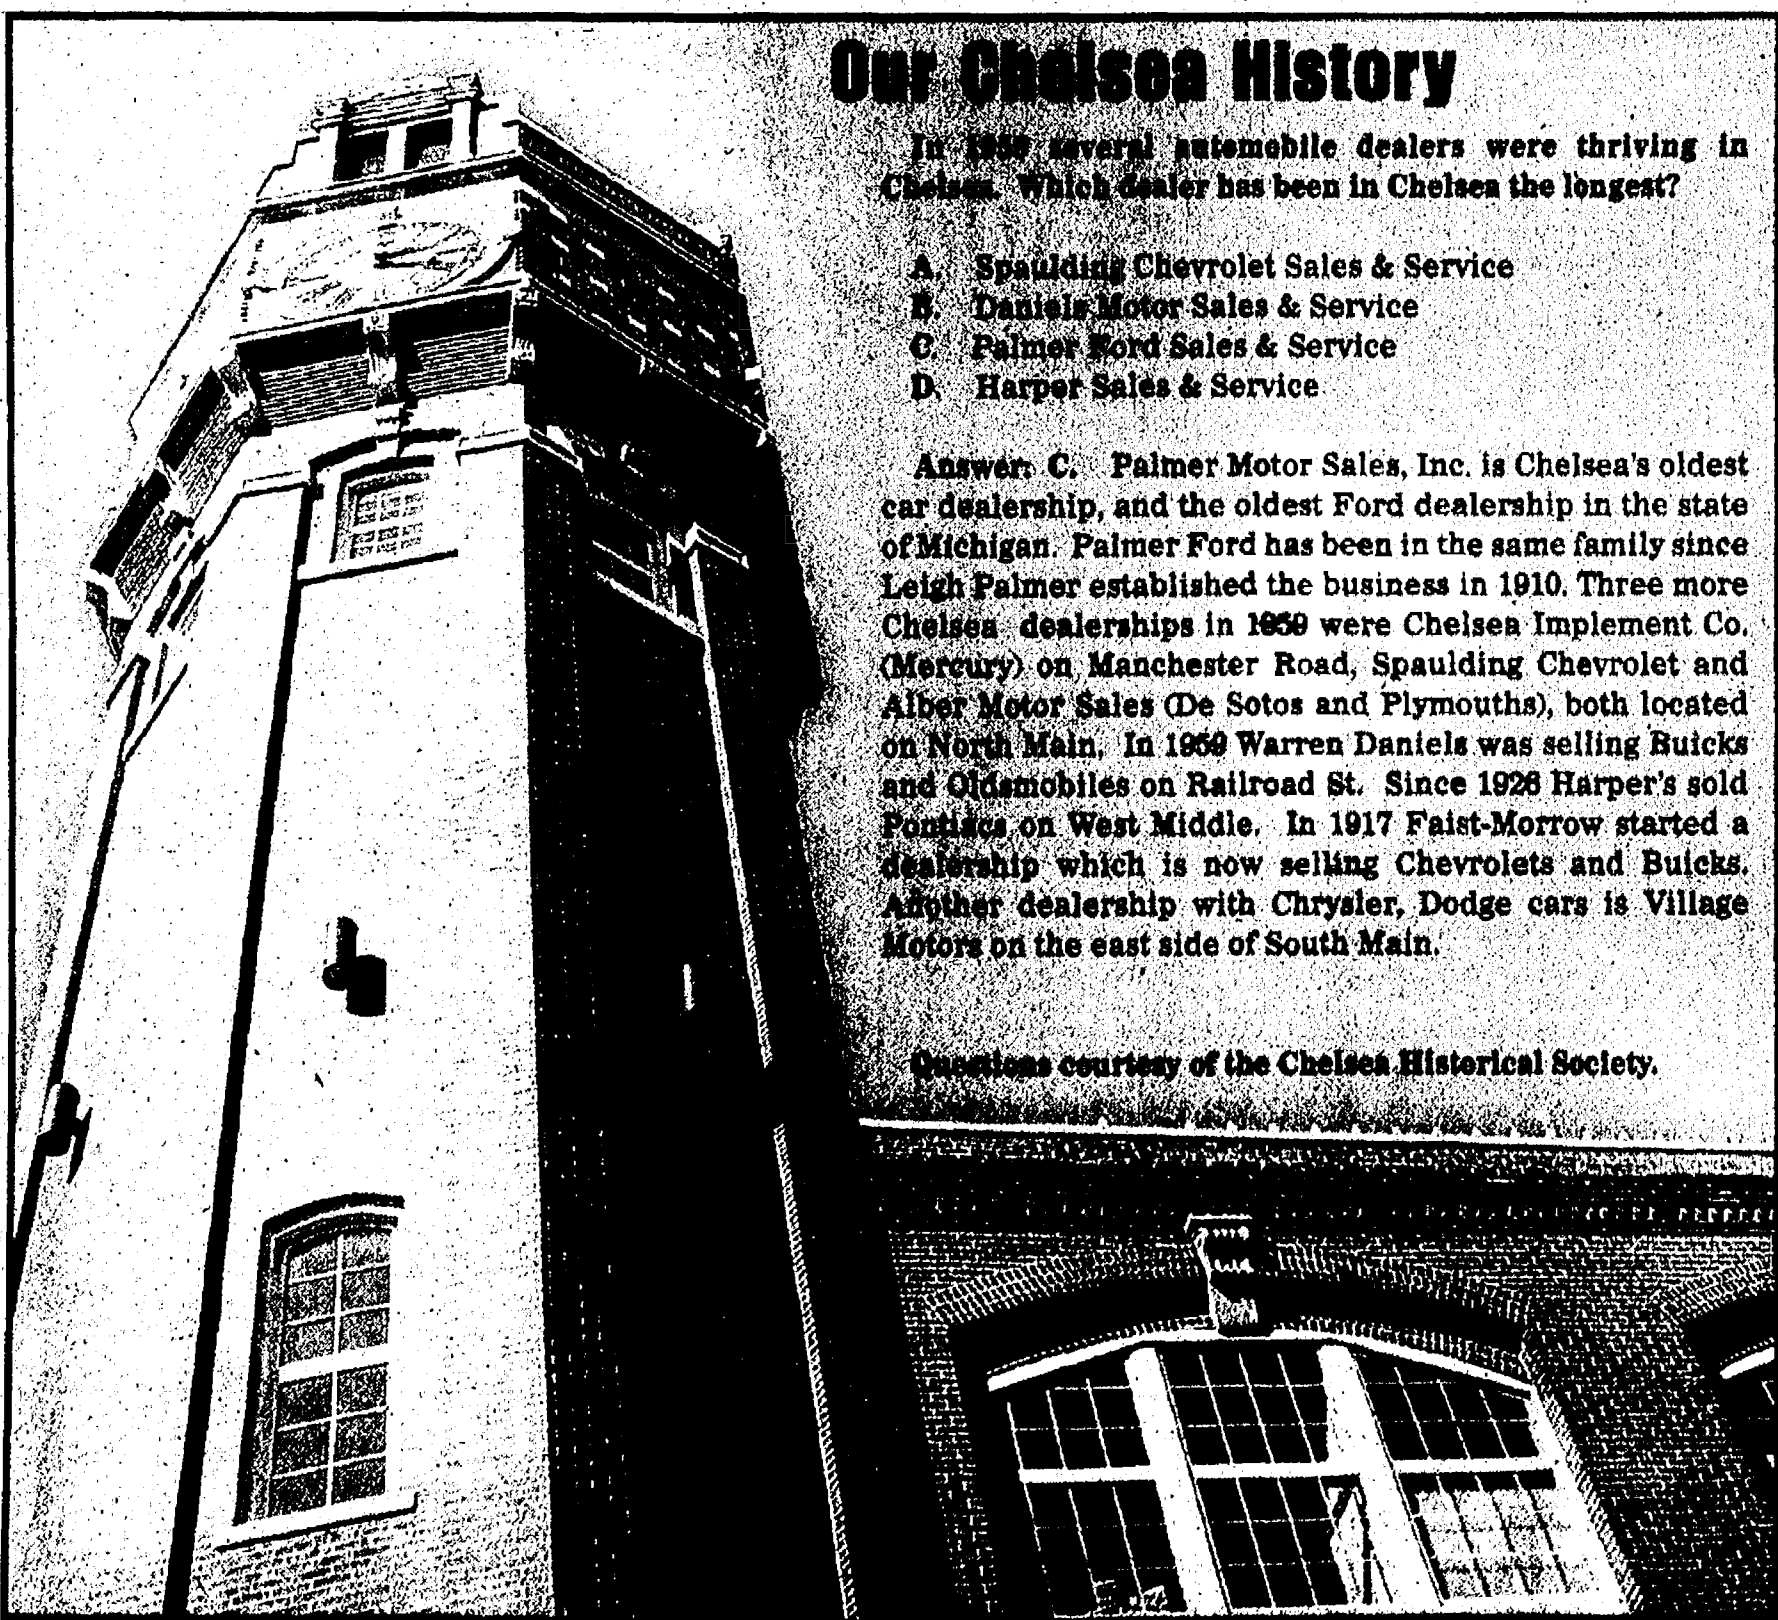 Our Chelsea History
In 1959 several automobile dealers were thriving in
Chelsea. Which dealer has been in Chelsea the longest?
A. Spaulding Chevrolet Sales & Service
B. Daniels Motor Sales & Service
C. Palmer Ford Sales & Service
D. Harper Sales & Service
Answer: C. Palmer Motor Sales, Inc. is Chelsea's oldest
car dealership, and the oldest Ford dealership in the state
of Michigan. Palmer Ford has been in the same family since
Leigh Palmer established the business in 1910. Three more
Chelsea dealerships in 1959 were Chelsea Implement Co.
(Mercury) on Manchester Road, Spaulding Chevrolet and
Alber Motor Sales (De Sotos and Plymouths), both located
on North Main. In 1959 Warren Daniels was selling Buicks
and Oldsmobiles on Railroad St. Since 1926 Harper's sold
Pontiacs on West Middle. In 1917 Faist-Morrow started a
dealership which is now selling Chevrolets and Buicks.
Another dealership with Chrysler, Dodge cars is Village
Motors on the east side of South Main.
Questions courtesy of the Chelsea Historical Society.